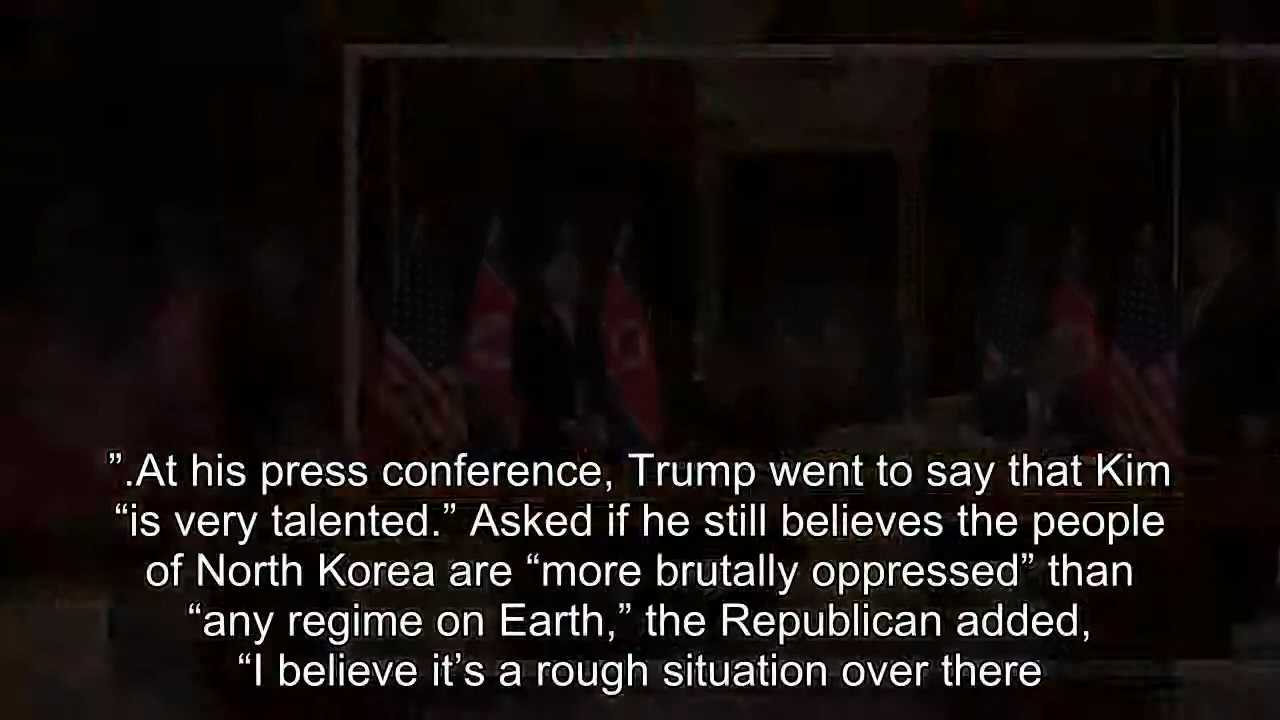 ”.At his press conference, Trump went to say that Kim
“is very talented.” Asked if he still believes the people
of North Korea are “more brutally oppressed” than
“any regime on Earth,” the Republican added,
“I believe it’s a rough situation over there